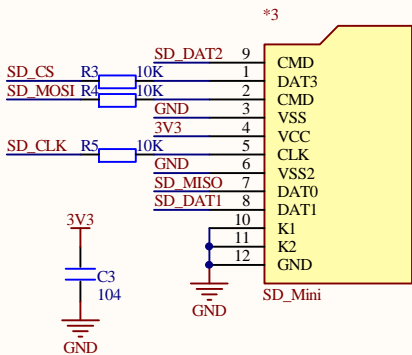 *3
SD_DAT2 9 CMD
SD_CS R3 10K 1 DAT3
SD_MOSI R4 10K 2 CMD
GND 3 VSS
3V3 4 VCC
SD_CLK R5 10K 5 CLK
GND 6 VSS2
SD_MISO 7 DAT0
SD_DAT1 8 DAT1
10 K1
11 K2
12 GND
SD_Mini
GND
3V3
C3
104
GND